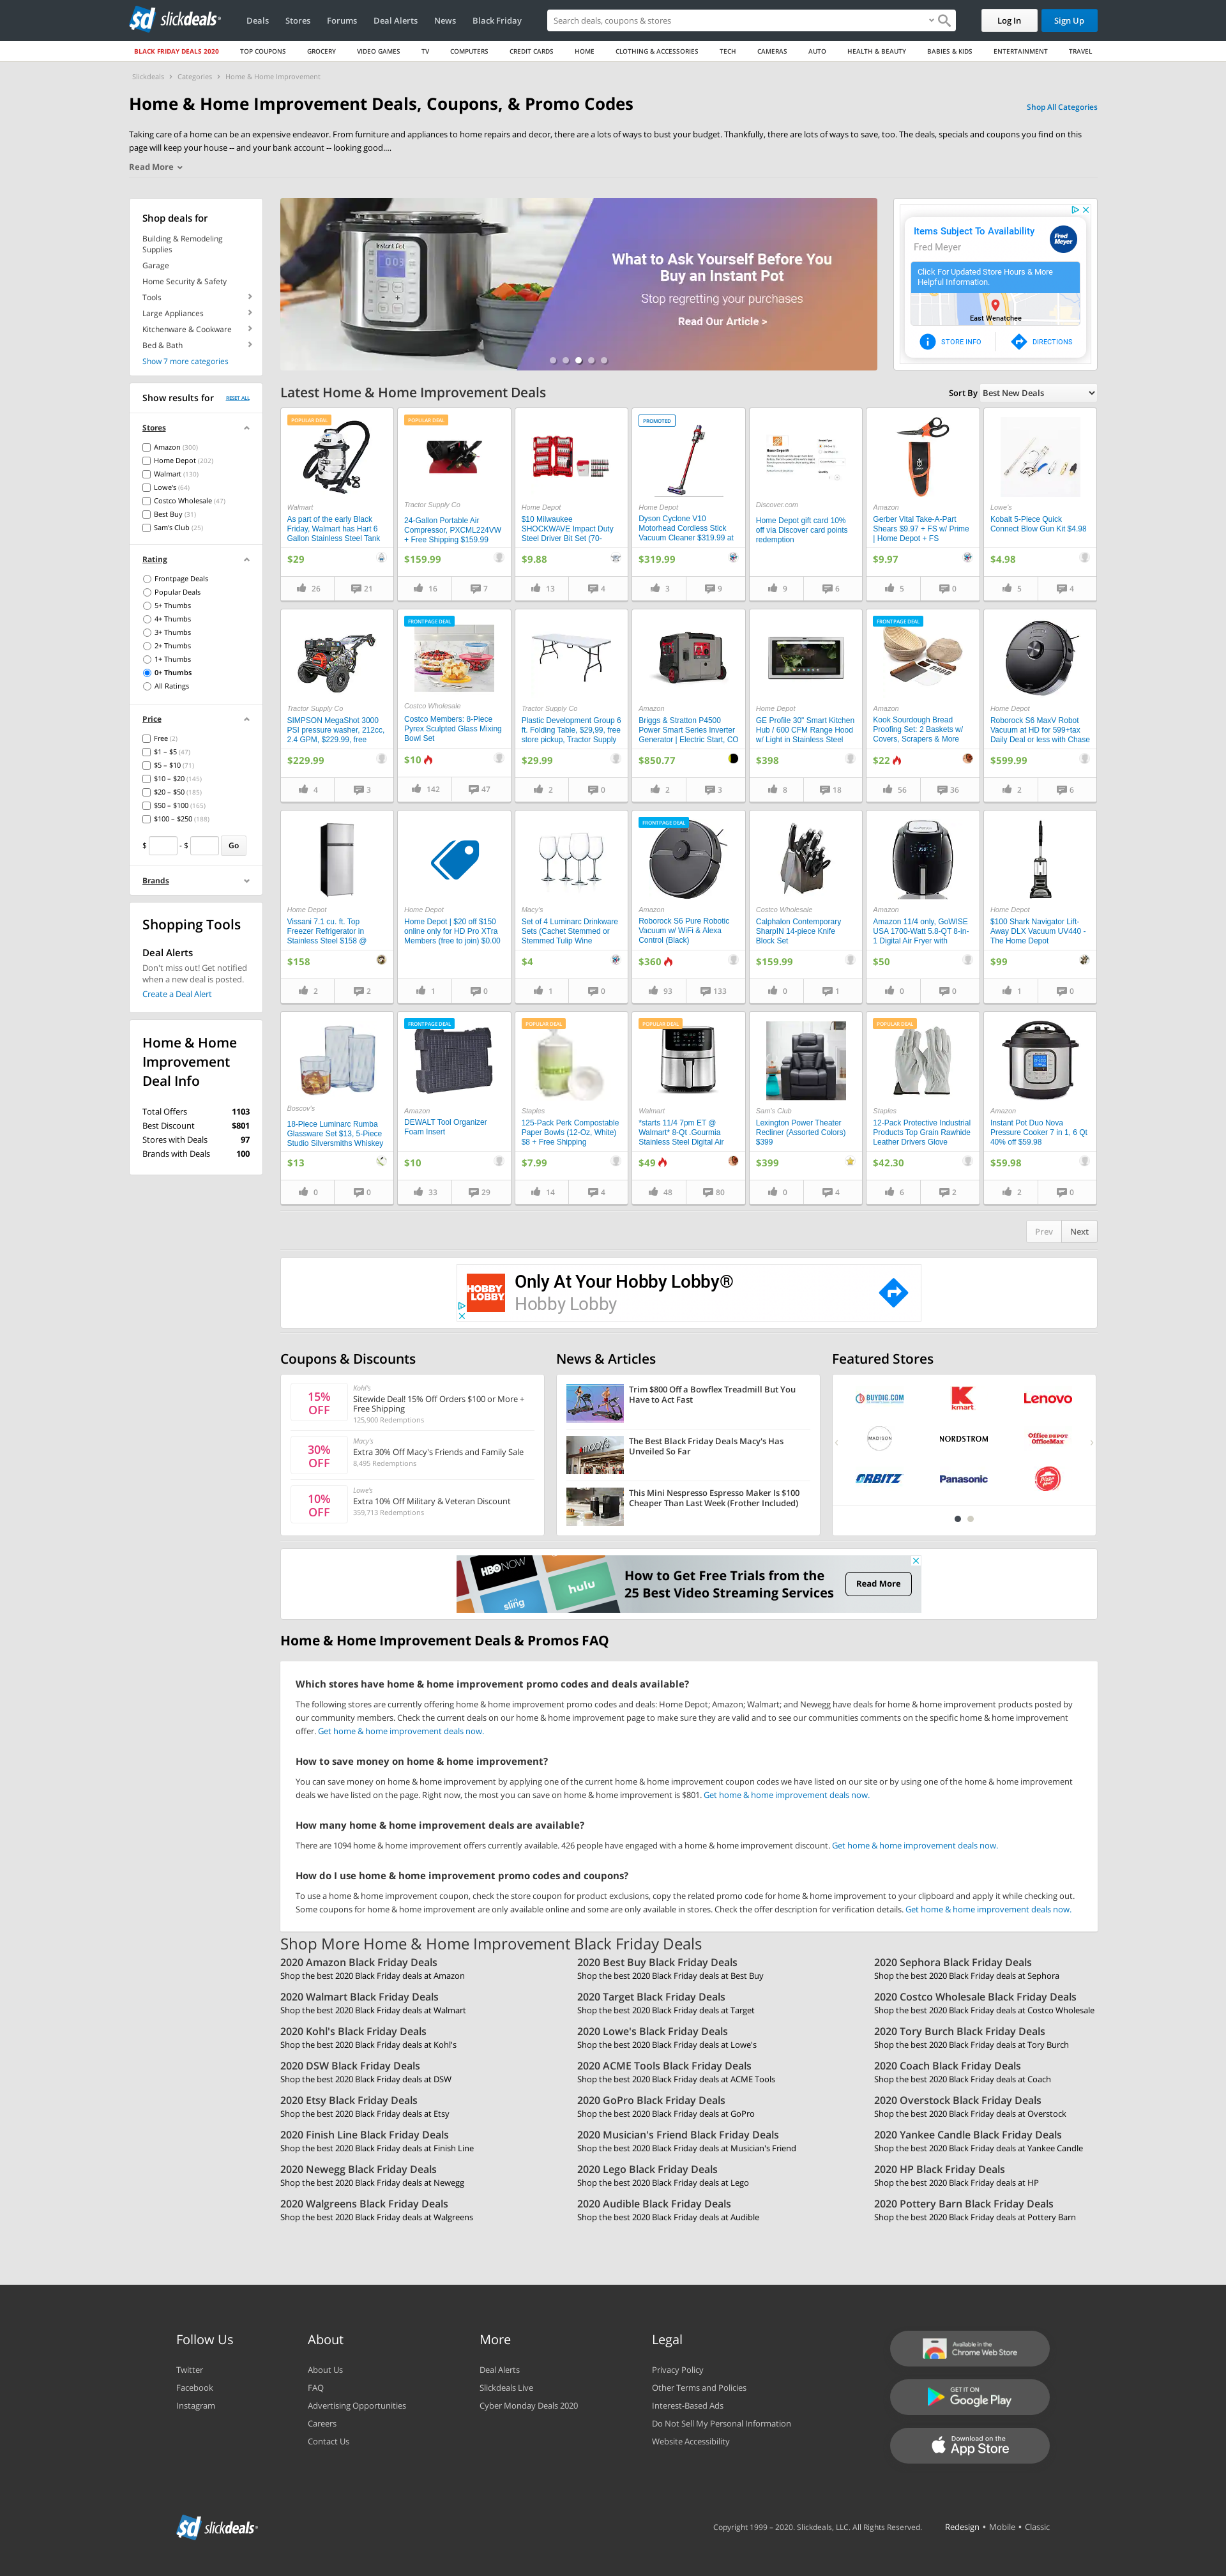 slickdeals
Deals
Stores
Forums
Deal Alerts
News
Black Friday
Search deals, coupons & stores
Log In
Sign Up
BLACK FRIDAY DEALS 2020
TOP COUPONS
GROCERY
VIDEO GAMES
TV
COMPUTERS
CREDIT CARDS
HOME
CLOTHING & ACCESSORIES
TECH
CAMERAS
AUTO
HEALTH & BEAUTY
BABIES & KIDS
ENTERTAINMENT
TRAVEL
Slickdeals › Categories › Home & Home Improvement
Home & Home Improvement Deals, Coupons, & Promo Codes
Shop All Categories
Taking care of a home can be an expensive endeavor. From furniture and appliances to home repairs and decor, there are a lots of ways to bust your budget. Thankfully, there are lots of ways to save, too. The deals, specials and coupons you find on this
page will keep your house -- and your bank account -- looking good....
Read More
Shop deals for
Building & Remodeling
Supplies
Garage
Home Security & Safety
Tools
Large Appliances
Kitchenware & Cookware
Bed & Bath
Show 7 more categories
Show results for
RESET ALL
Stores
Amazon (300)
Home Depot (202)
Walmart (130)
Lowe's (64)
Costco Wholesale (47)
Best Buy (31)
Sam's Club (25)
Rating
Frontpage Deals
Popular Deals
5+ Thumbs
4+ Thumbs
3+ Thumbs
2+ Thumbs
1+ Thumbs
0+ Thumbs
All Ratings
Price
Free (2)
$1 – $5 (47)
$5 – $10 (71)
$10 – $20 (145)
$20 – $50 (185)
$50 – $100 (165)
$100 – $250 (188)
$ - $ Go
Brands
Shopping Tools
Deal Alerts
Don't miss out! Get notified
when a new deal is posted.
Create a Deal Alert
Home & Home
Improvement
Deal Info
Total Offers 1103
Best Discount $801
Stores with Deals 97
Brands with Deals 100
Instant Pot
What to Ask Yourself Before You
Buy an Instant Pot
Stop regretting your purchases
Read Our Article >
Items Subject To Availability
Fred Meyer
Fred Meyer
Click For Updated Store Hours & More
Helpful Information.
East Wenatchee
STORE INFO
DIRECTIONS
Latest Home & Home Improvement Deals
Sort By Best New Deals
POPULAR DEAL
Walmart
As part of the early Black
Friday, Walmart has Hart 6
Gallon Stainless Steel Tank
$29
26
21
POPULAR DEAL
Tractor Supply Co
24-Gallon Portable Air
Compressor, PXCML224VW
+ Free Shipping $159.99
$159.99
16
7
Home Depot
$10 Milwaukee
SHOCKWAVE Impact Duty
Steel Driver Bit Set (70-
$9.88
13
4
PROMOTED
Home Depot
Dyson Cyclone V10
Motorhead Cordless Stick
Vacuum Cleaner $319.99 at
$319.99
3
9
Discover.com
Home Depot gift card 10%
off via Discover card points
redemption
9
6
Amazon
Gerber Vital Take-A-Part
Shears $9.97 + FS w/ Prime
| Home Depot + FS
$9.97
5
0
Lowe's
Kobalt 5-Piece Quick
Connect Blow Gun Kit $4.98
$4.98
5
4
Tractor Supply Co
SIMPSON MegaShot 3000
PSI pressure washer, 212cc,
2.4 GPM, $229.99, free
$229.99
4
3
FRONTPAGE DEAL
Costco Wholesale
Costco Members: 8-Piece
Pyrex Sculpted Glass Mixing
Bowl Set
$10
142
47
Tractor Supply Co
Plastic Development Group 6
ft. Folding Table, $29,99, free
store pickup, Tractor Supply
$29.99
2
0
Amazon
Briggs & Stratton P4500
Power Smart Series Inverter
Generator | Electric Start, CO
$850.77
2
3
Home Depot
GE Profile 30" Smart Kitchen
Hub / 600 CFM Range Hood
w/ Light in Stainless Steel
$398
8
18
FRONTPAGE DEAL
Amazon
Kook Sourdough Bread
Proofing Set: 2 Baskets w/
Covers, Scrapers & More
$22
56
36
Home Depot
Roborock S6 MaxV Robot
Vacuum at HD for 599+tax
Daily Deal or less with Chase
$599.99
2
6
Home Depot
Vissani 7.1 cu. ft. Top
Freezer Refrigerator in
Stainless Steel $158 @
$158
2
2
Home Depot
Home Depot | $20 off $150
online only for HD Pro XTra
Members (free to join) $0.00
1
0
Macy's
Set of 4 Luminarc Drinkware
Sets (Cachet Stemmed or
Stemmed Tulip Wine
$4
1
0
FRONTPAGE DEAL
Amazon
Roborock S6 Pure Robotic
Vacuum w/ WiFi & Alexa
Control (Black)
$360
93
133
Costco Wholesale
Calphalon Contemporary
SharpIN 14-piece Knife
Block Set
$159.99
0
1
Amazon
Amazon 11/4 only, GoWISE
USA 1700-Watt 5.8-QT 8-in-
1 Digital Air Fryer with
$50
0
0
Home Depot
$100 Shark Navigator Lift-
Away DLX Vacuum UV440 -
The Home Depot
$99
1
0
Boscov's
18-Piece Luminarc Rumba
Glassware Set $13, 5-Piece
Studio Silversmiths Whiskey
$13
0
0
FRONTPAGE DEAL
Amazon
DEWALT Tool Organizer
Foam Insert
$10
33
29
POPULAR DEAL
Staples
125-Pack Perk Compostable
Paper Bowls (12-Oz, White)
$8 + Free Shipping
$7.99
14
4
POPULAR DEAL
Walmart
*starts 11/4 7pm ET @
Walmart* 8-Qt .Gourmia
Stainless Steel Digital Air
$49
48
80
Sam's Club
Lexington Power Theater
Recliner (Assorted Colors)
$399
$399
0
4
POPULAR DEAL
Staples
12-Pack Protective Industrial
Products Top Grain Rawhide
Leather Drivers Glove
$42.30
6
2
Amazon
Instant Pot Duo Nova
Pressure Cooker 7 in 1, 6 Qt
40% off $59.98
$59.98
2
0
Prev
Next
HOBBY LOBBY
Only At Your Hobby Lobby®
Hobby Lobby
Coupons & Discounts
15% OFF
Kohl's
Sitewide Deal! 15% Off Orders $100 or More +
Free Shipping
125,900 Redemptions
30% OFF
Macy's
Extra 30% Off Macy's Friends and Family Sale
8,495 Redemptions
10% OFF
Lowe's
Extra 10% Off Military & Veteran Discount
359,713 Redemptions
News & Articles
Trim $800 Off a Bowflex Treadmill But You
Have to Act Fast
macy's
The Best Black Friday Deals Macy's Has
Unveiled So Far
This Mini Nespresso Espresso Maker Is $100
Cheaper Than Last Week (Frother Included)
Featured Stores
BUYDIG.COM
kmart
Lenovo
MADISON
NORDSTROM
Office DEPOT
OfficeMax
ORBITZ
Panasonic
HBO NOW
hulu
sling
How to Get Free Trials from the
25 Best Video Streaming Services
Read More
Home & Home Improvement Deals & Promos FAQ
Which stores have home & home improvement promo codes and deals available?
The following stores are currently offering home & home improvement promo codes and deals: Home Depot; Amazon; Walmart; and Newegg have deals for home & home improvement products posted by
our community members. Check the current deals on our home & home improvement page to make sure they are valid and to see our communities comments on the specific home & home improvement
offer. Get home & home improvement deals now.
How to save money on home & home improvement?
You can save money on home & home improvement by applying one of the current home & home improvement coupon codes we have listed on our site or by using one of the home & home improvement
deals we have listed on the page. Right now, the most you can save on home & home improvement is $801. Get home & home improvement deals now.
How many home & home improvement deals are available?
There are 1094 home & home improvement offers currently available. 426 people have engaged with a home & home improvement discount. Get home & home improvement deals now.
How do I use home & home improvement promo codes and coupons?
To use a home & home improvement coupon, check the store coupon for product exclusions, copy the related promo code for home & home improvement to your clipboard and apply it while checking out.
Some coupons for home & home improvement are only available online and some are only available in stores. Check the offer description for verification details. Get home & home improvement deals now.
Shop More Home & Home Improvement Black Friday Deals
2020 Amazon Black Friday Deals
Shop the best 2020 Black Friday deals at Amazon
2020 Best Buy Black Friday Deals
Shop the best 2020 Black Friday deals at Best Buy
2020 Sephora Black Friday Deals
Shop the best 2020 Black Friday deals at Sephora
2020 Walmart Black Friday Deals
Shop the best 2020 Black Friday deals at Walmart
2020 Target Black Friday Deals
Shop the best 2020 Black Friday deals at Target
2020 Costco Wholesale Black Friday Deals
Shop the best 2020 Black Friday deals at Costco Wholesale
2020 Kohl's Black Friday Deals
Shop the best 2020 Black Friday deals at Kohl's
2020 Lowe's Black Friday Deals
Shop the best 2020 Black Friday deals at Lowe's
2020 Tory Burch Black Friday Deals
Shop the best 2020 Black Friday deals at Tory Burch
2020 DSW Black Friday Deals
Shop the best 2020 Black Friday deals at DSW
2020 ACME Tools Black Friday Deals
Shop the best 2020 Black Friday deals at ACME Tools
2020 Coach Black Friday Deals
Shop the best 2020 Black Friday deals at Coach
2020 Etsy Black Friday Deals
Shop the best 2020 Black Friday deals at Etsy
2020 GoPro Black Friday Deals
Shop the best 2020 Black Friday deals at GoPro
2020 Overstock Black Friday Deals
Shop the best 2020 Black Friday deals at Overstock
2020 Finish Line Black Friday Deals
Shop the best 2020 Black Friday deals at Finish Line
2020 Musician's Friend Black Friday Deals
Shop the best 2020 Black Friday deals at Musician's Friend
2020 Yankee Candle Black Friday Deals
Shop the best 2020 Black Friday deals at Yankee Candle
2020 Newegg Black Friday Deals
Shop the best 2020 Black Friday deals at Newegg
2020 Lego Black Friday Deals
Shop the best 2020 Black Friday deals at Lego
2020 HP Black Friday Deals
Shop the best 2020 Black Friday deals at HP
2020 Walgreens Black Friday Deals
Shop the best 2020 Black Friday deals at Walgreens
2020 Audible Black Friday Deals
Shop the best 2020 Black Friday deals at Audible
2020 Pottery Barn Black Friday Deals
Shop the best 2020 Black Friday deals at Pottery Barn
Follow Us
Twitter
Facebook
Instagram
About
About Us
FAQ
Advertising Opportunities
Careers
Contact Us
More
Deal Alerts
Slickdeals Live
Cyber Monday Deals 2020
Legal
Privacy Policy
Other Terms and Policies
Interest-Based Ads
Do Not Sell My Personal Information
Website Accessibility
Available in the
Chrome Web Store
GET IT ON
Google Play
Download on the
App Store
slickdeals
Copyright 1999 – 2020. Slickdeals, LLC. All Rights Reserved.
Redesign • Mobile • Classic